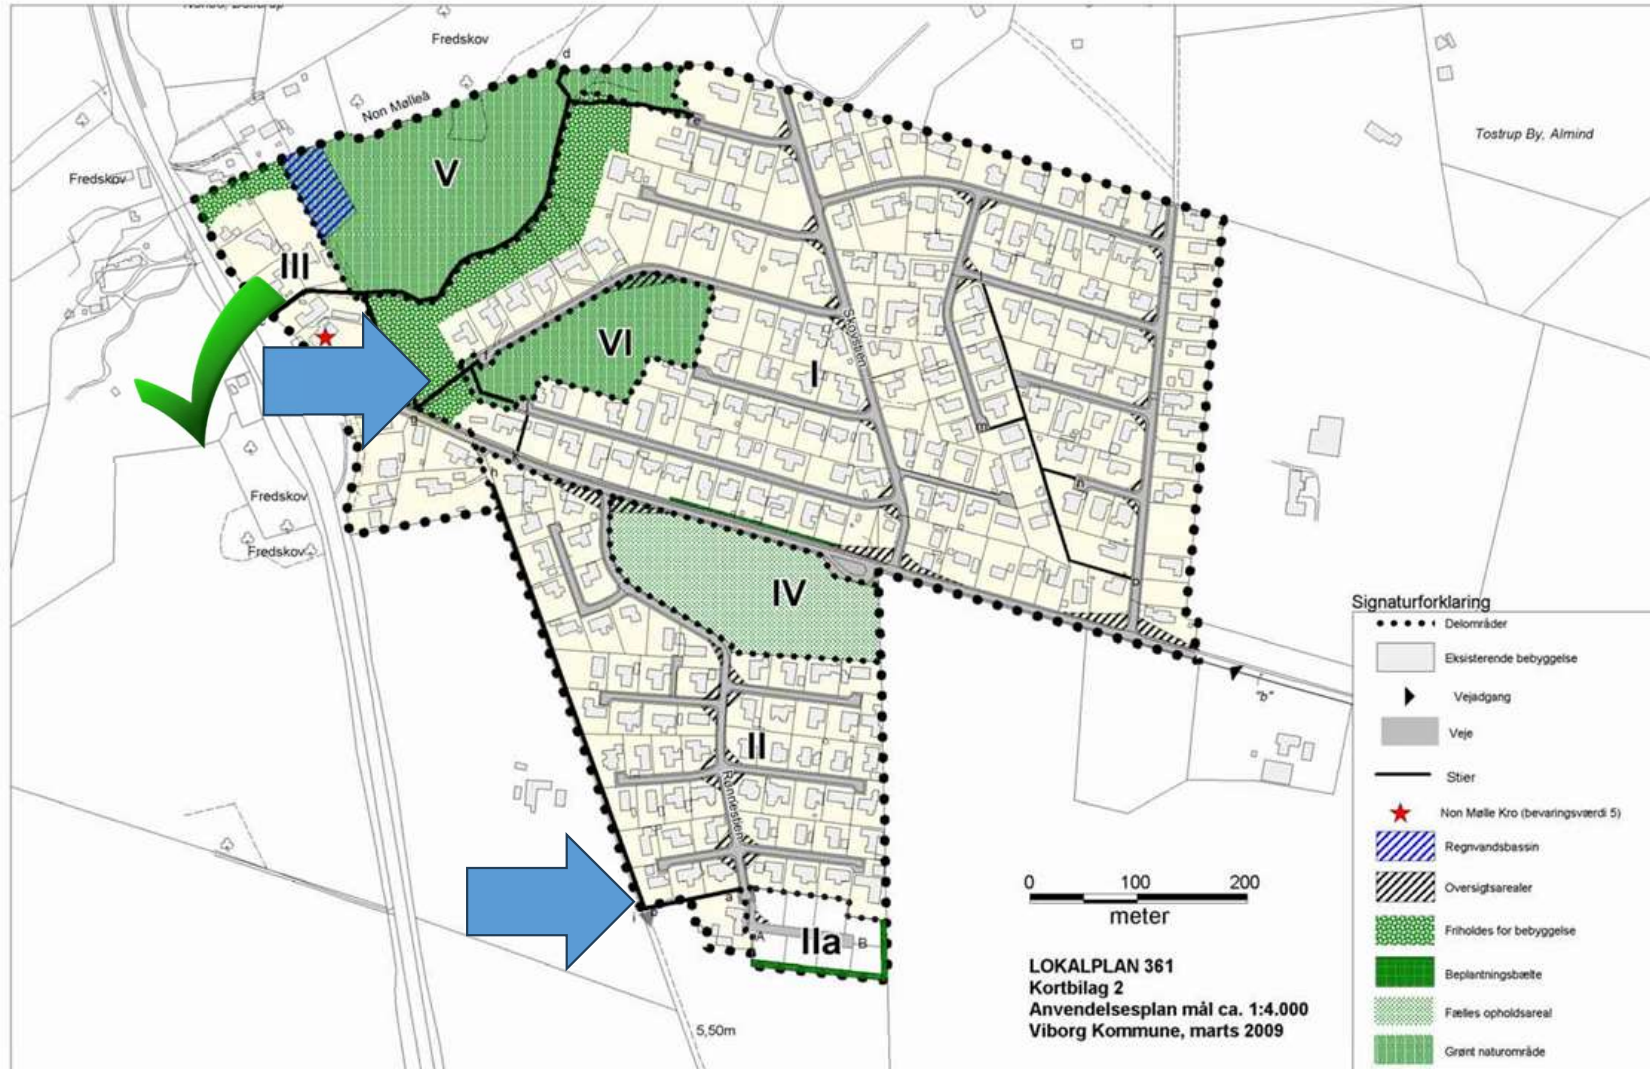 Fredskov
d
Non Mølleå
Tostrup By, Almind
V
Fredskov
III
VI
Skovstien
I
f
g
m
h
n
Fredskov
Fredskov
IV
"b"
II
Rønnestien
a
i
A
IIa
B
5,50m
0 100 200
meter
LOKALPLAN 361
Kortbilag 2
Anvendelsesplan mål ca. 1:4.000
Viborg Kommune, marts 2009
Signaturforklaring
Delområder
Eksisterende bebyggelse
Vejadgang
Veje
Stier
Non Mølle Kro (bevaringsværdi 5)
Regnvandsbassin
Oversigtsarealer
Friholdes for bebyggelse
Beplantningsbælte
Fælles opholdsareal
Grønt naturområde